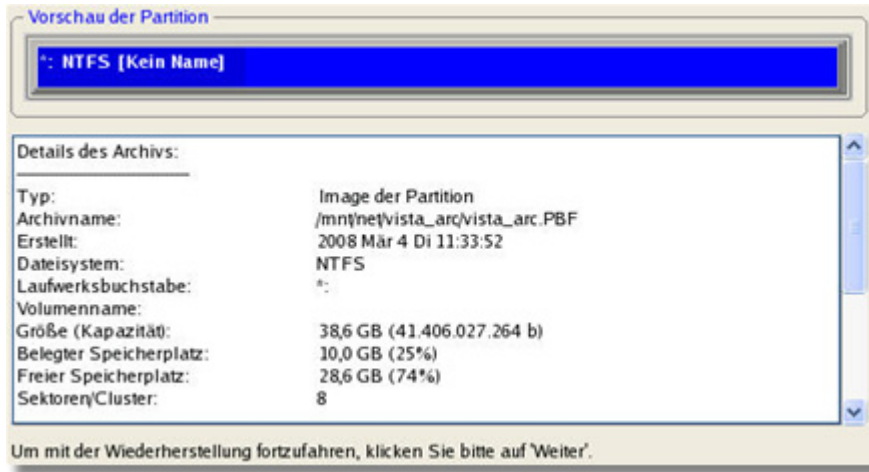 Vorschau der Partition
*: NTFS [Kein Name]
Details des Archivs:
Typ: Image der Partition
Archivname: /mnt/net/vista_arc/vista_arc.PBF
Erstellt: 2008 Mär 4 Di 11:33:52
Dateisystem: NTFS
Laufwerksbuchstabe: *:
Volumenname:
Größe (Kapazität): 38,6 GB (41.406.027.264 b)
Belegter Speicherplatz: 10,0 GB (25%)
Freier Speicherplatz: 28,6 GB (74%)
Sektoren/Cluster: 8
Um mit der Wiederherstellung fortzufahren, klicken Sie bitte auf 'Weiter'.